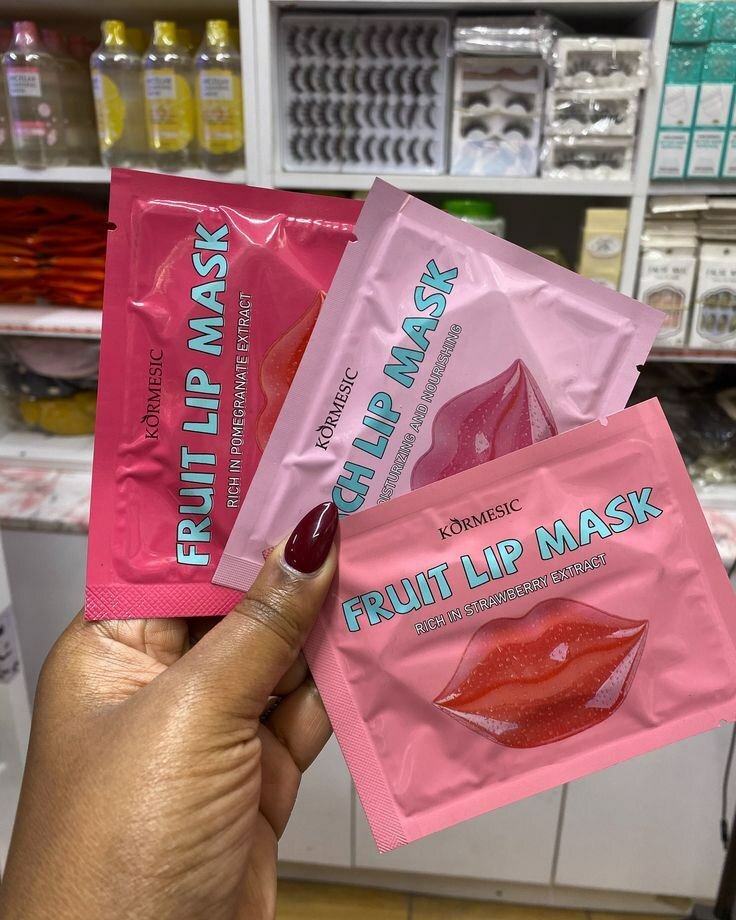 KORMESIC
FRUIT LIP MASK
RICH IN POMEGRANATE EXTRACT
KORMESIC
CH LIP MASK
OISTURIZING AND NOURISHING
KORMESIC
FRUIT LIP MASK
RICH IN STRAWBERRY EXTRACT